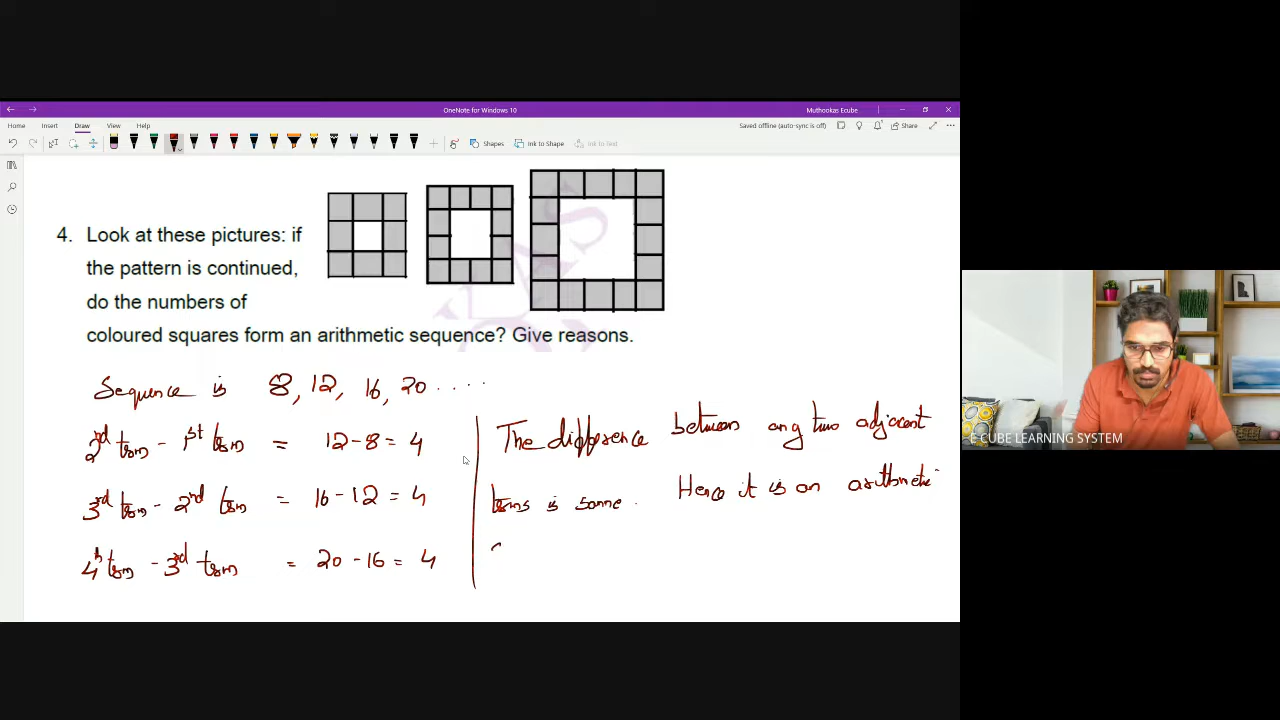 OneNote for Windows 10
Muthookas Ecube
Home Insert Draw View Help
Saved offline (auto-sync is off)
Share
Shapes
Ink to Shape
Ink to Text
4. Look at these pictures: if
the pattern is continued,
do the numbers of
coloured squares form an arithmetic sequence? Give reasons.
KAS
Sequence is 8, 12, 16, 20 ....
2nd term - 1st term = 12-8 = 4
3rd term - 2nd term = 16 - 12 = 4
4th term - 3rd term = 20 - 16 = 4
The difference between any two adjacent
terms is same. Hence it is an arithmetic
E CUBE LEARNING SYSTEM